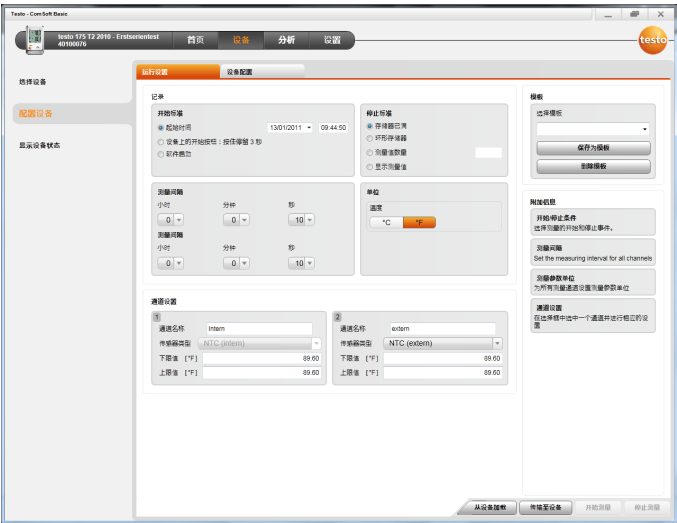 Testo - ComSoft Basic
testo 175 T2 2010 - Erstserientest
40100076
首页
设备
分析
设置
testo
选择设备
配置设备
显示设备状态
运行设置
设备配置
记录
开始标准
起始时间
13/01/2011
09:44:50
设备上的开始按钮：按住停留 3 秒
软件启动
停止标准
存储器已满
环形存储器
测量值数量
显示测量值
测量间隔
小时
分钟
秒
0
0
10
测量间隔
小时
分钟
秒
0
0
10
单位
温度
°C
°F
通道设置
1
通道名称
Intern
传感器类型
NTC (intern)
下限值 [°F]
89.60
上限值 [°F]
89.60
2
通道名称
extern
传感器类型
NTC (extern)
下限值 [°F]
89.60
上限值 [°F]
89.60
模板
选择模板
保存为模板
删除模板
附加信息
开始/停止条件
选择测量的开始和停止事件。
测量间隔
Set the measuring interval for all channels
测量参数单位
为所有测量通道设置测量参数单位
通道设置
在选择框中选中一个通道并进行相应的设
置
从设备加载
传输至设备
开始测量
停止测量